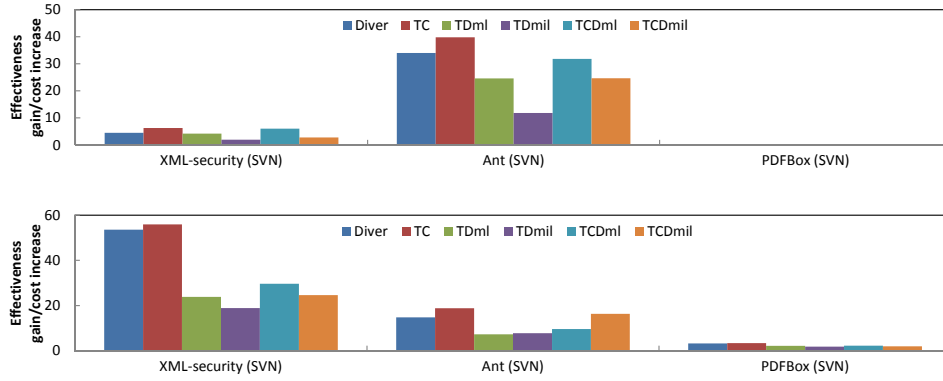 Effectiveness
gain/cost increase
50
40
30
20
10
0
Diver TC TDml TDmil TCDml TCDmil
XML-security (SVN) Ant (SVN) PDFBox (SVN)
Effectiveness
gain/cost increase
60
40
20
0
Diver TC TDml TDmil TCDml TCDmil
XML-security (SVN) Ant (SVN) PDFBox (SVN)